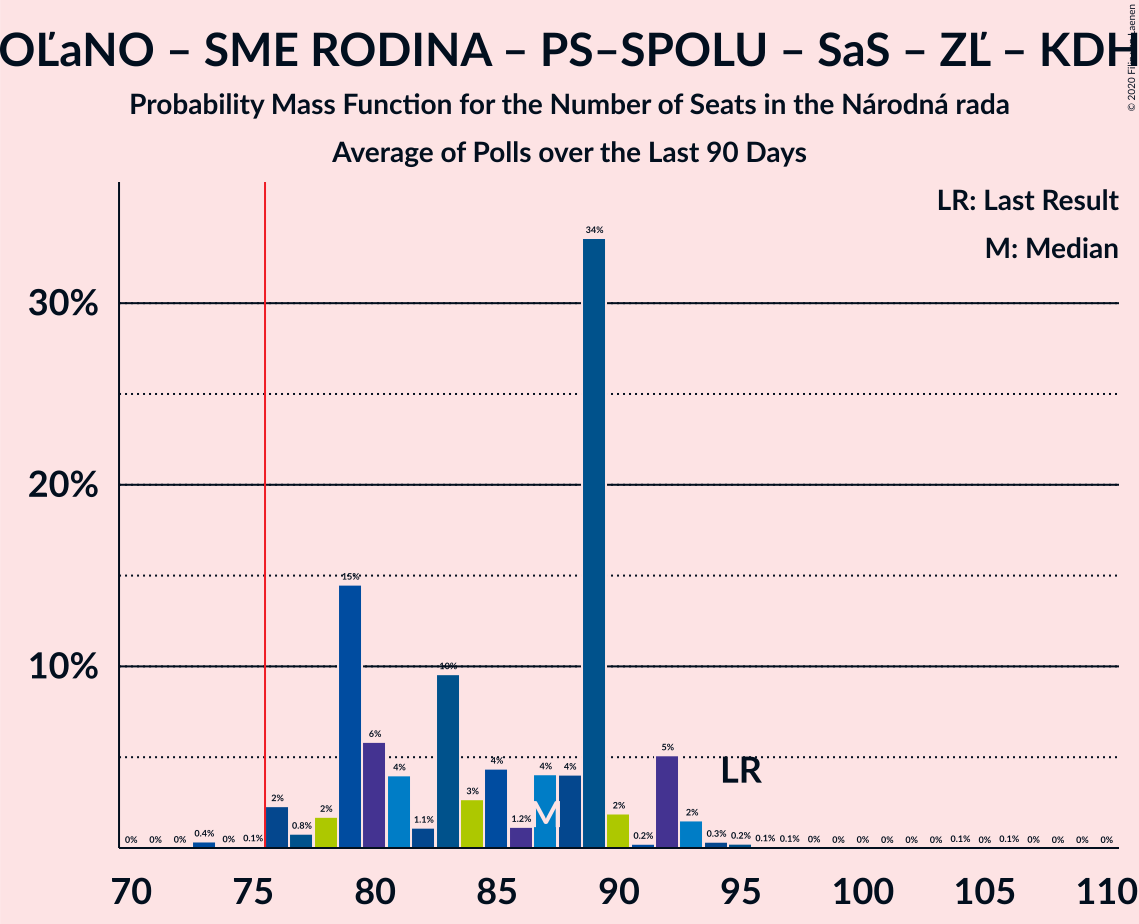 OĽaNO – SME RODINA – PS–SPOLU – SaS – ZĽ – KDH
Probability Mass Function for the Number of Seats in the Národná rada
Average of Polls over the Last 90 Days
LR: Last Result
M: Median
34%
30%
20%
15%
10%
10%
6%
5%
4% 4% 4% 4%
LR
3%
2% 2% 2% 2%
M
0% 0% 0% 0.4% 0% 0.1% 0.8% 1.1% 1.2% 0.2% 0.3% 0.2% 0.1% 0.1% 0% 0% 0% 0% 0% 0% 0.1% 0% 0.1% 0% 0% 0% 0%
70 75 80 85 90 95 100 105 110
© 2020